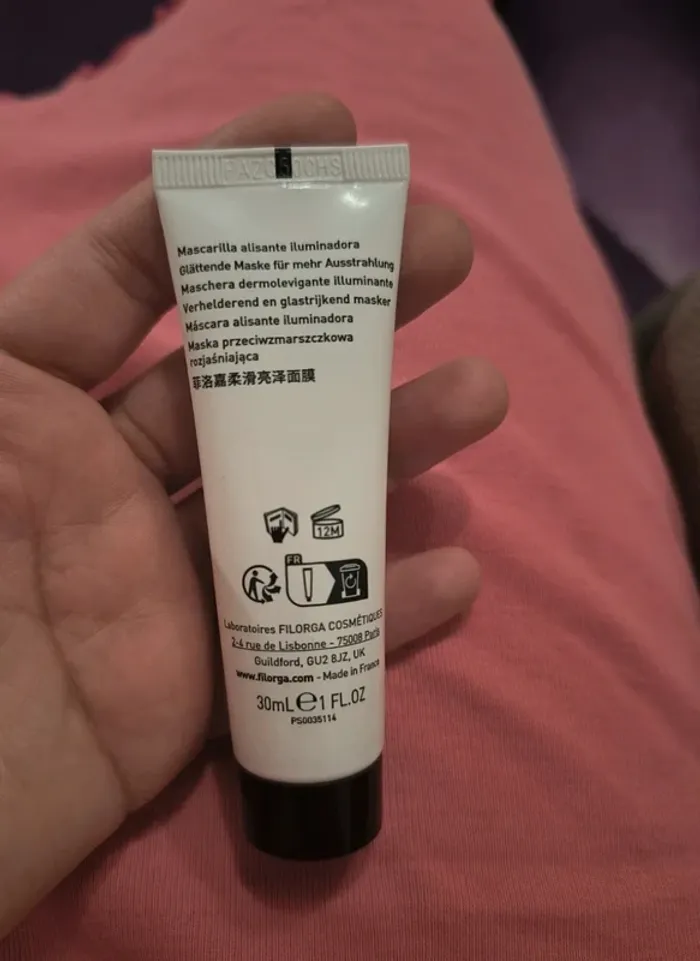 Mascarilla alisante iluminadora
Glättende Maske für mehr Ausstrahlung
Maschera dermolevigante illuminante
Verhelderend en glastrijkend masker
Máscara alisante iluminadora
Maska przeciwzmarszczkowa
rozjaśniająca
菲洛嘉柔滑亮泽面膜
12M
FR
Laboratoires FILORGA COSMÉTIQUES
2-4 rue de Lisbonne - 75008 Paris
Guildford, GU2 8JZ, UK
www.filorga.com - Made in France
30mL e 1 FL.OZ
PS0035114